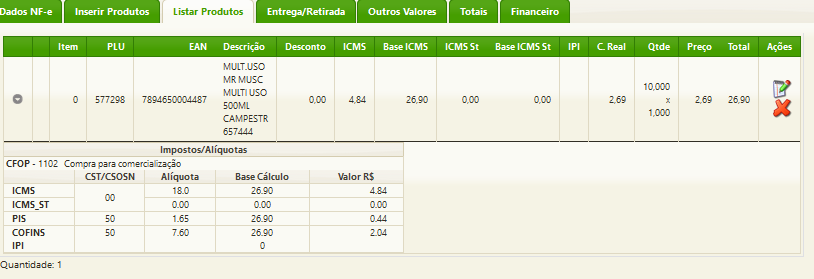 Dados NF-e Inserir Produtos Listar Produtos Entrega/Retirada Outros Valores Totais Financeiro
Item PLU EAN Descrição Desconto ICMS Base ICMS ICMS St Base ICMS St IPI C. Real Qtde Preço Total Ações
0 577298 7894650004487 MULT.USO MR MUSC MULTI USO 500ML CAMPESTR 657444 0,00 4,84 26,90 0,00 0,00 2,69 10,000 x 1,000 2,69 26,90
Impostos/Alíquotas
CFOP - 1102 Compra para comercialização
CST/CSOSN Alíquota Base Cálculo Valor R$
ICMS 00 18.0 26.90 4.84
ICMS_ST 0.00 0.00 0.00
PIS 50 1.65 26.90 0.44
COFINS 50 7.60 26.90 2.04
IPI 0
Quantidade: 1